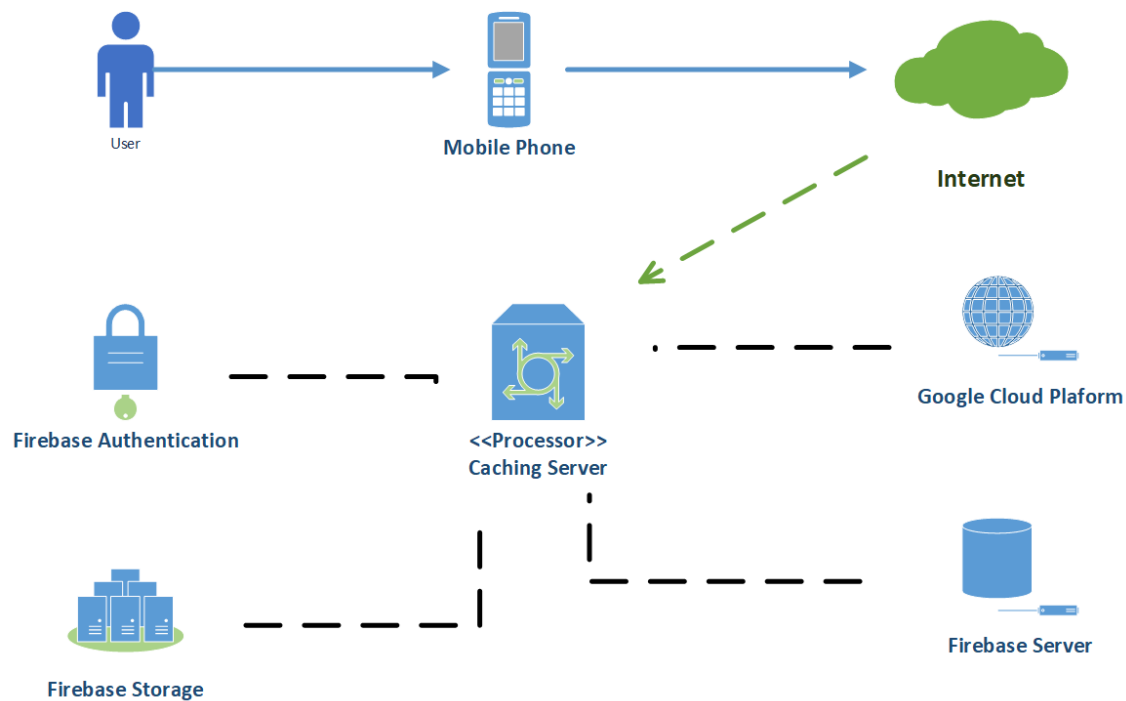 User
Mobile Phone
Internet
Firebase Authentication
<<Processor>>
Caching Server
Google Cloud Plaform
Firebase Storage
Firebase Server